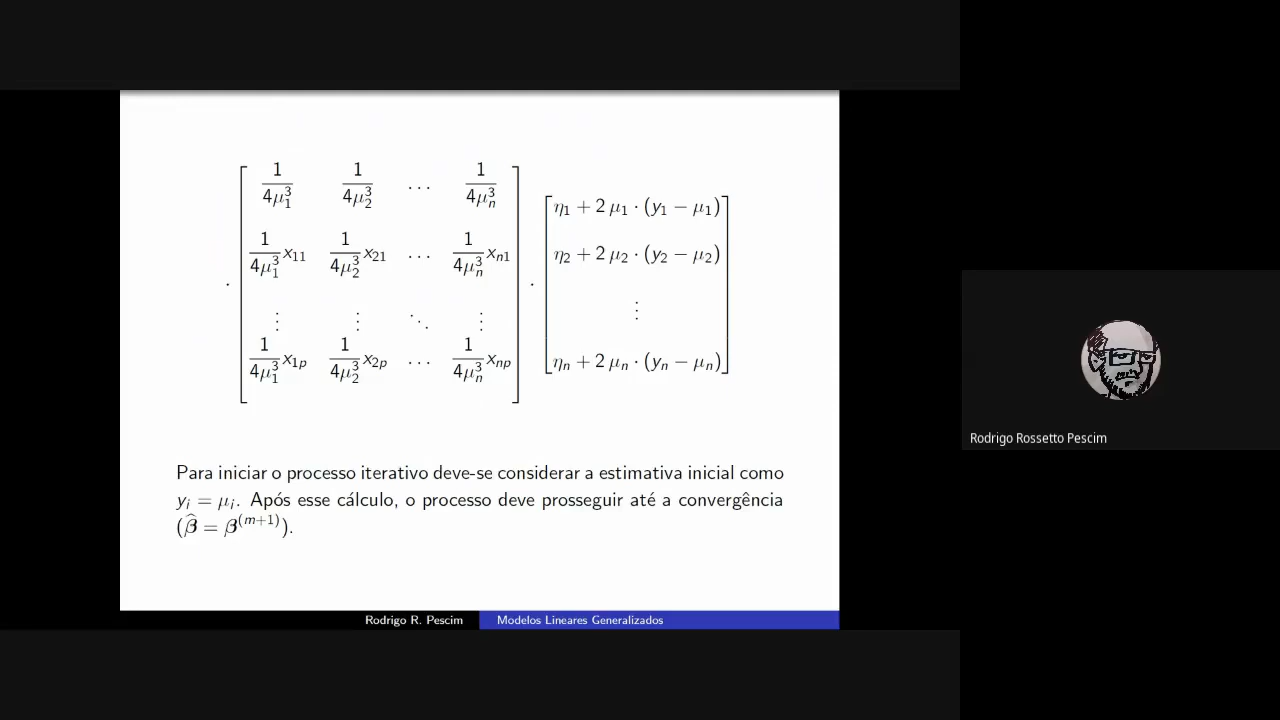 · [ 1/(4μ₁³) 1/(4μ₂³) ⋯ 1/(4μₙ³) ] · [ η₁ + 2 μ₁ · (y₁ − μ₁) ]
[ 1/(4μ₁³) x₁₁ 1/(4μ₂³) x₂₁ ⋯ 1/(4μₙ³) xₙ₁ ] [ η₂ + 2 μ₂ · (y₂ − μ₂) ]
[ ⋮ ⋮ ⋱ ⋮ ] [ ⋮ ]
[ 1/(4μ₁³) x₁ₚ 1/(4μ₂³) x₂ₚ ⋯ 1/(4μₙ³) xₙₚ ] [ ηₙ + 2 μₙ · (yₙ − μₙ) ]
Para iniciar o processo iterativo deve-se considerar a estimativa inicial como
yᵢ = μᵢ. Após esse cálculo, o processo deve prosseguir até a convergência
(β̂ = β⁽ᵐ⁺¹⁾).
Rodrigo R. Pescim
Modelos Lineares Generalizados
Rodrigo Rossetto Pescim